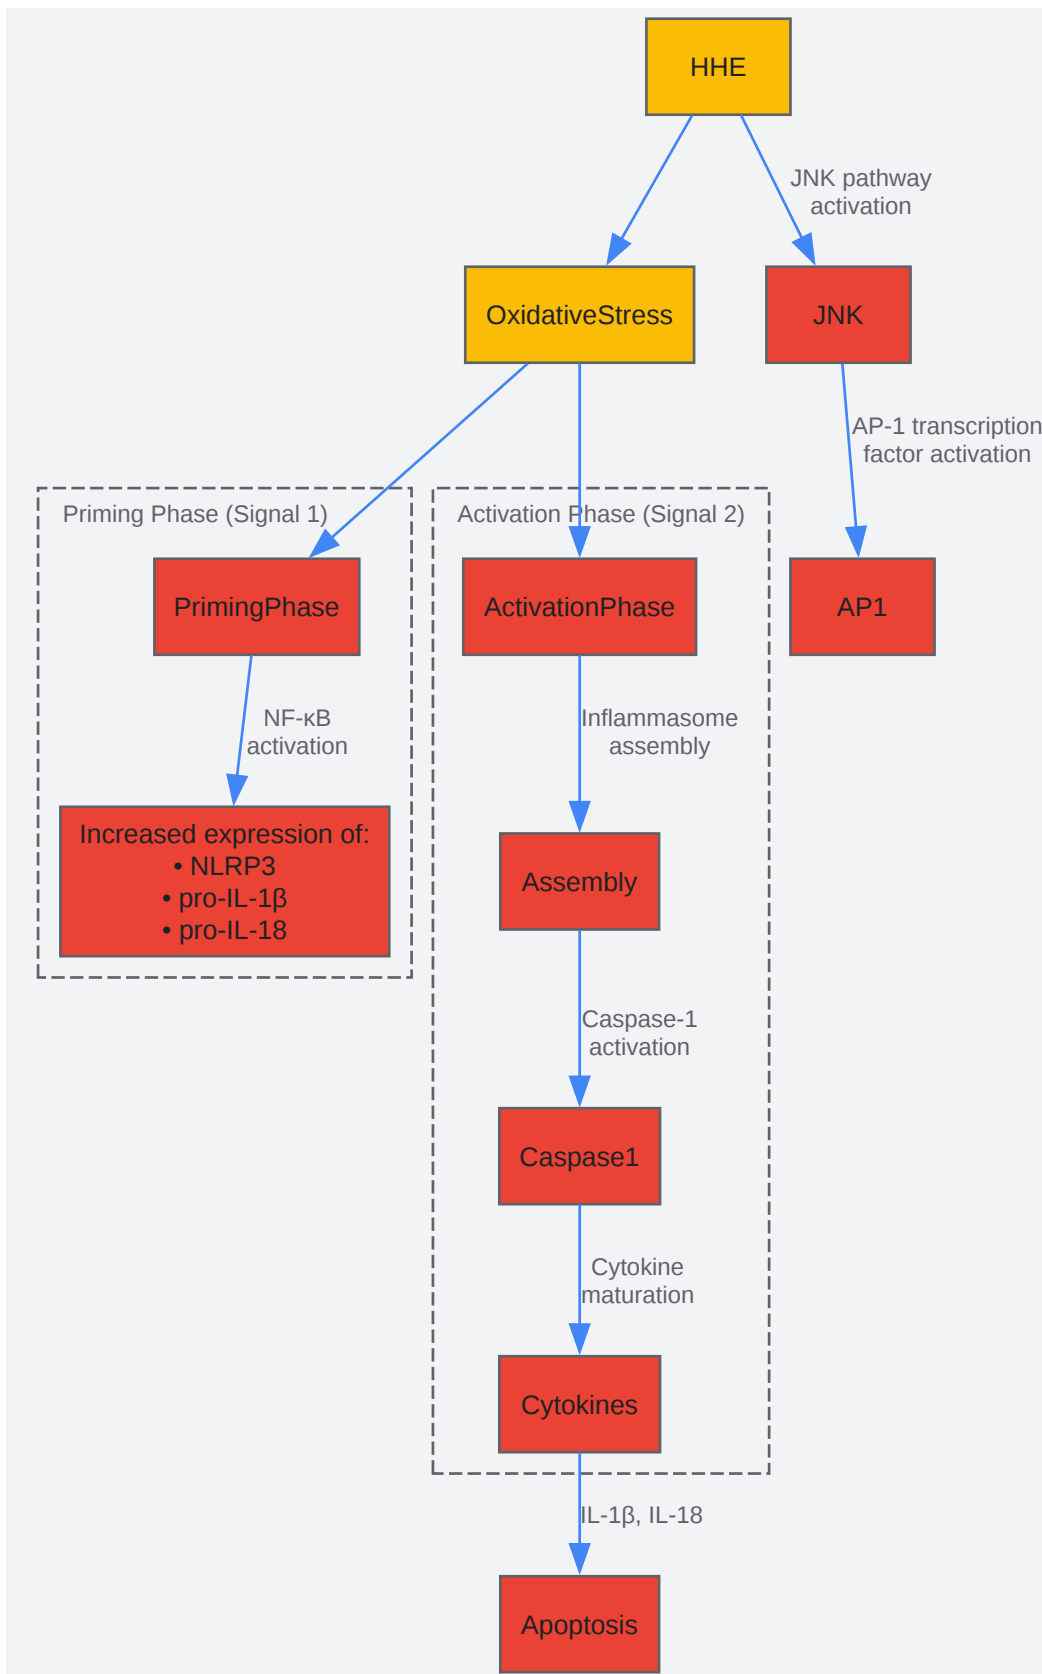 HHE
JNK pathway
activation
OxidativeStress
JNK
AP-1 transcription
factor activation
Priming Phase (Signal 1)
Activation Phase (Signal 2)
PrimingPhase
ActivationPhase
AP1
NF-κB
activation
Inflammasome
assembly
Increased expression of:
• NLRP3
• pro-IL-1β
• pro-IL-18
Assembly
Caspase-1
activation
Caspase1
Cytokine
maturation
Cytokines
IL-1β, IL-18
Apoptosis